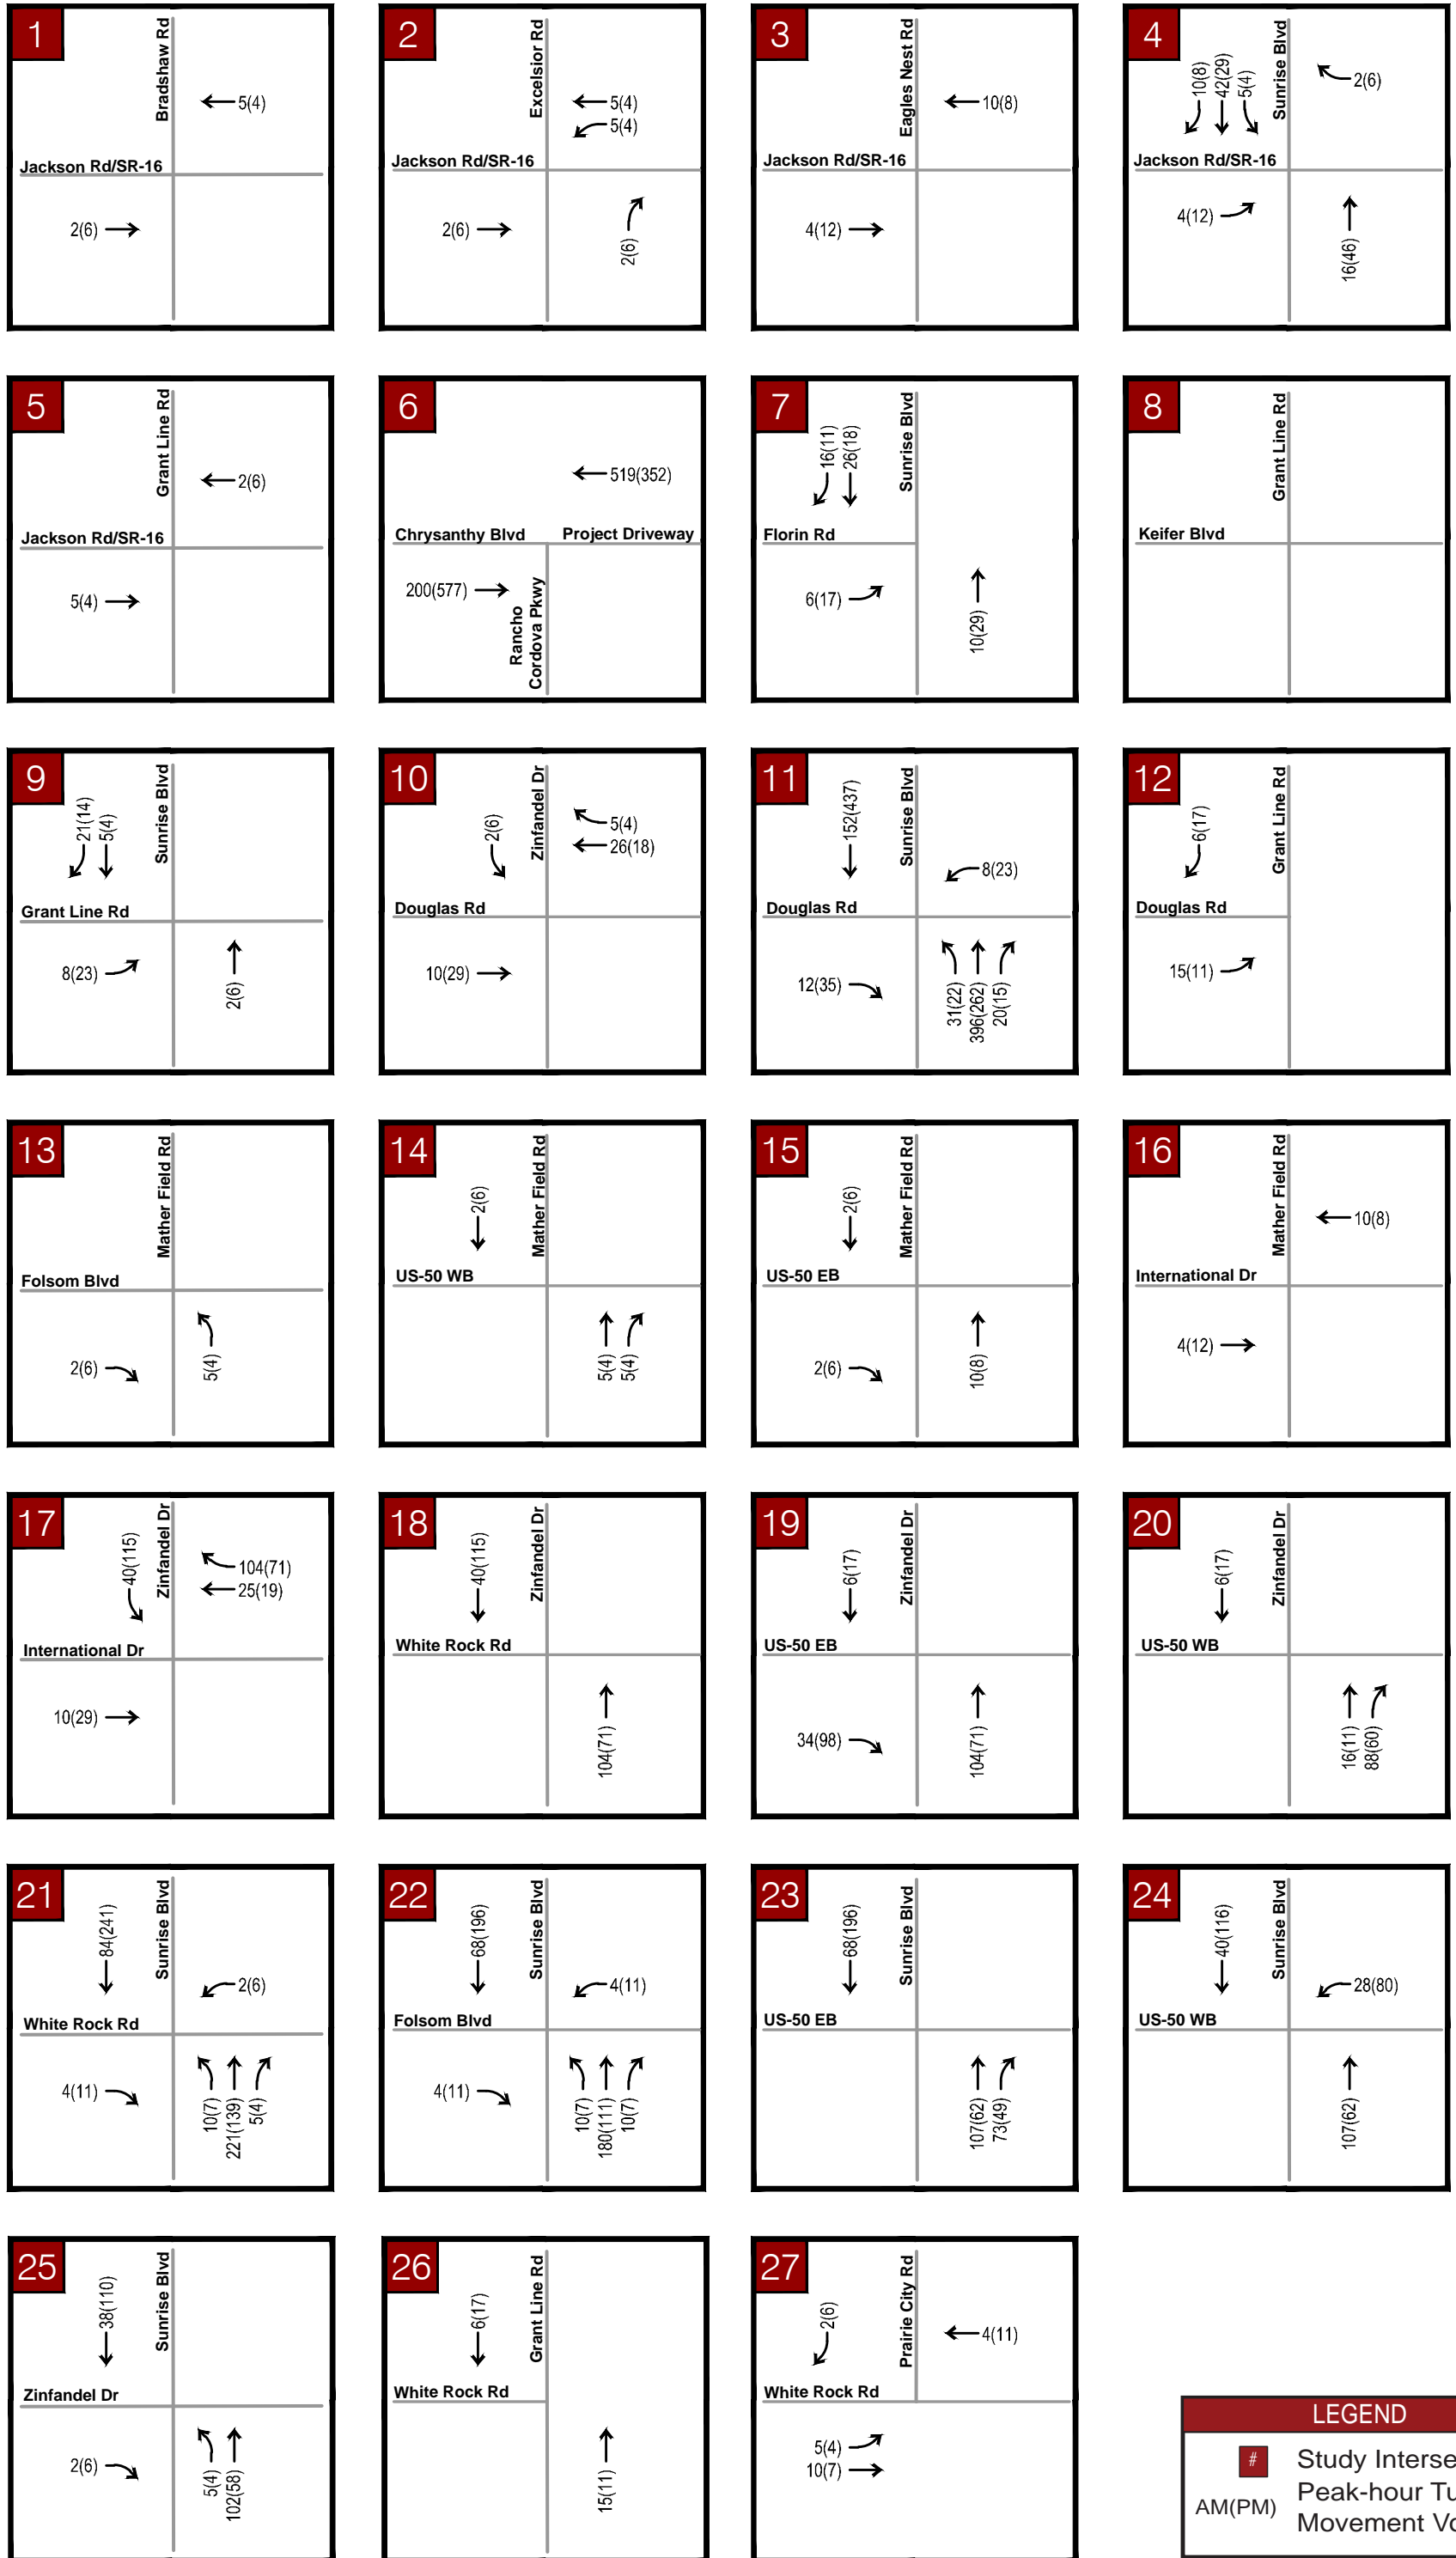 1
Bradshaw Rd
5(4)
Jackson Rd/SR-16
2(6)
2
Excelsior Rd
5(4)
5(4)
Jackson Rd/SR-16
2(6)
2(6)
3
Eagles Nest Rd
10(8)
Jackson Rd/SR-16
4(12)
4
10(8)
42(29)
5(4)
Sunrise Blvd
2(6)
Jackson Rd/SR-16
4(12)
16(46)
5
Grant Line Rd
2(6)
Jackson Rd/SR-16
5(4)
6
519(352)
Chrysanthy Blvd
Project Driveway
200(577)
Rancho
Cordova Pkwy
7
16(11)
26(18)
Sunrise Blvd
Florin Rd
6(17)
10(29)
8
Grant Line Rd
Keifer Blvd
9
21(14)
5(4)
Sunrise Blvd
Grant Line Rd
8(23)
2(6)
10
2(6)
Zinfandel Dr
5(4)
26(18)
Douglas Rd
10(29)
11
152(437)
Sunrise Blvd
8(23)
Douglas Rd
12(35)
31(22)
396(262)
20(15)
12
6(17)
Grant Line Rd
Douglas Rd
15(11)
13
Mather Field Rd
Folsom Blvd
2(6)
5(4)
14
2(6)
Mather Field Rd
US-50 WB
5(4)
5(4)
15
2(6)
Mather Field Rd
US-50 EB
2(6)
10(8)
16
Mather Field Rd
10(8)
International Dr
4(12)
17
40(115)
Zinfandel Dr
104(71)
25(19)
International Dr
10(29)
18
40(115)
Zinfandel Dr
White Rock Rd
104(71)
19
6(17)
Zinfandel Dr
US-50 EB
34(98)
104(71)
20
6(17)
Zinfandel Dr
US-50 WB
16(11)
88(60)
21
84(241)
Sunrise Blvd
2(6)
White Rock Rd
4(11)
10(7)
221(139)
5(4)
22
68(196)
Sunrise Blvd
4(11)
Folsom Blvd
4(11)
10(7)
180(111)
10(7)
23
68(196)
Sunrise Blvd
US-50 EB
107(62)
73(49)
24
40(116)
Sunrise Blvd
28(80)
US-50 WB
107(62)
25
38(110)
Sunrise Blvd
Zinfandel Dr
2(6)
5(4)
102(58)
26
6(17)
Grant Line Rd
White Rock Rd
15(11)
27
2(6)
Prairie City Rd
4(11)
White Rock Rd
5(4)
10(7)
LEGEND
# Study
Peak-hour
AM(PM)
Movement